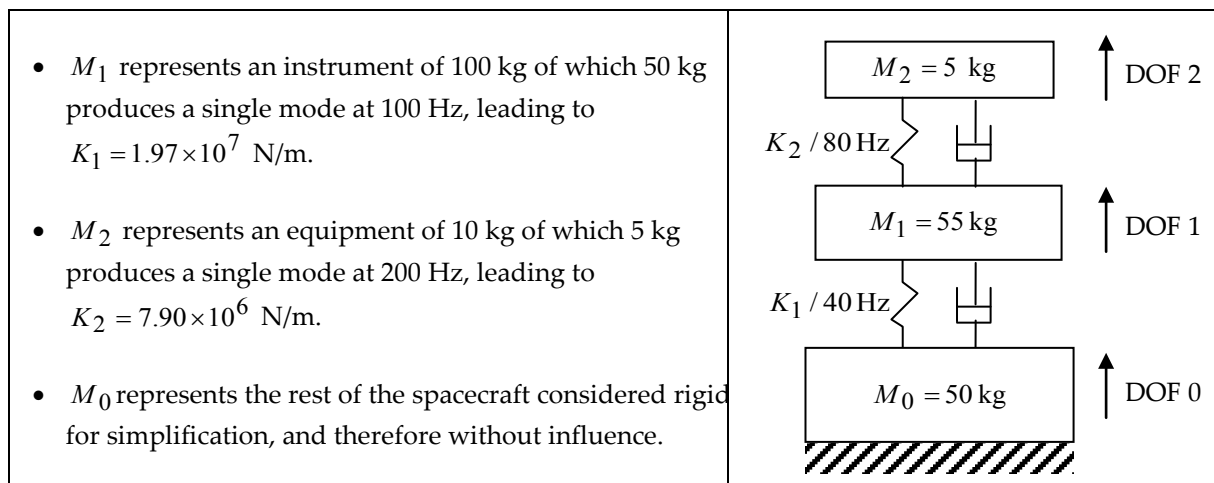 • M₁ represents an instrument of 100 kg of which 50 kg
produces a single mode at 100 Hz, leading to
K₁ = 1.97×10⁷ N/m.
• M₂ represents an equipment of 10 kg of which 5 kg
produces a single mode at 200 Hz, leading to
K₂ = 7.90×10⁶ N/m.
• M₀ represents the rest of the spacecraft considered rigid
for simplification, and therefore without influence.
M₂ = 5 kg
DOF 2
K₂ / 80 Hz
M₁ = 55 kg
DOF 1
K₁ / 40 Hz
M₀ = 50 kg
DOF 0